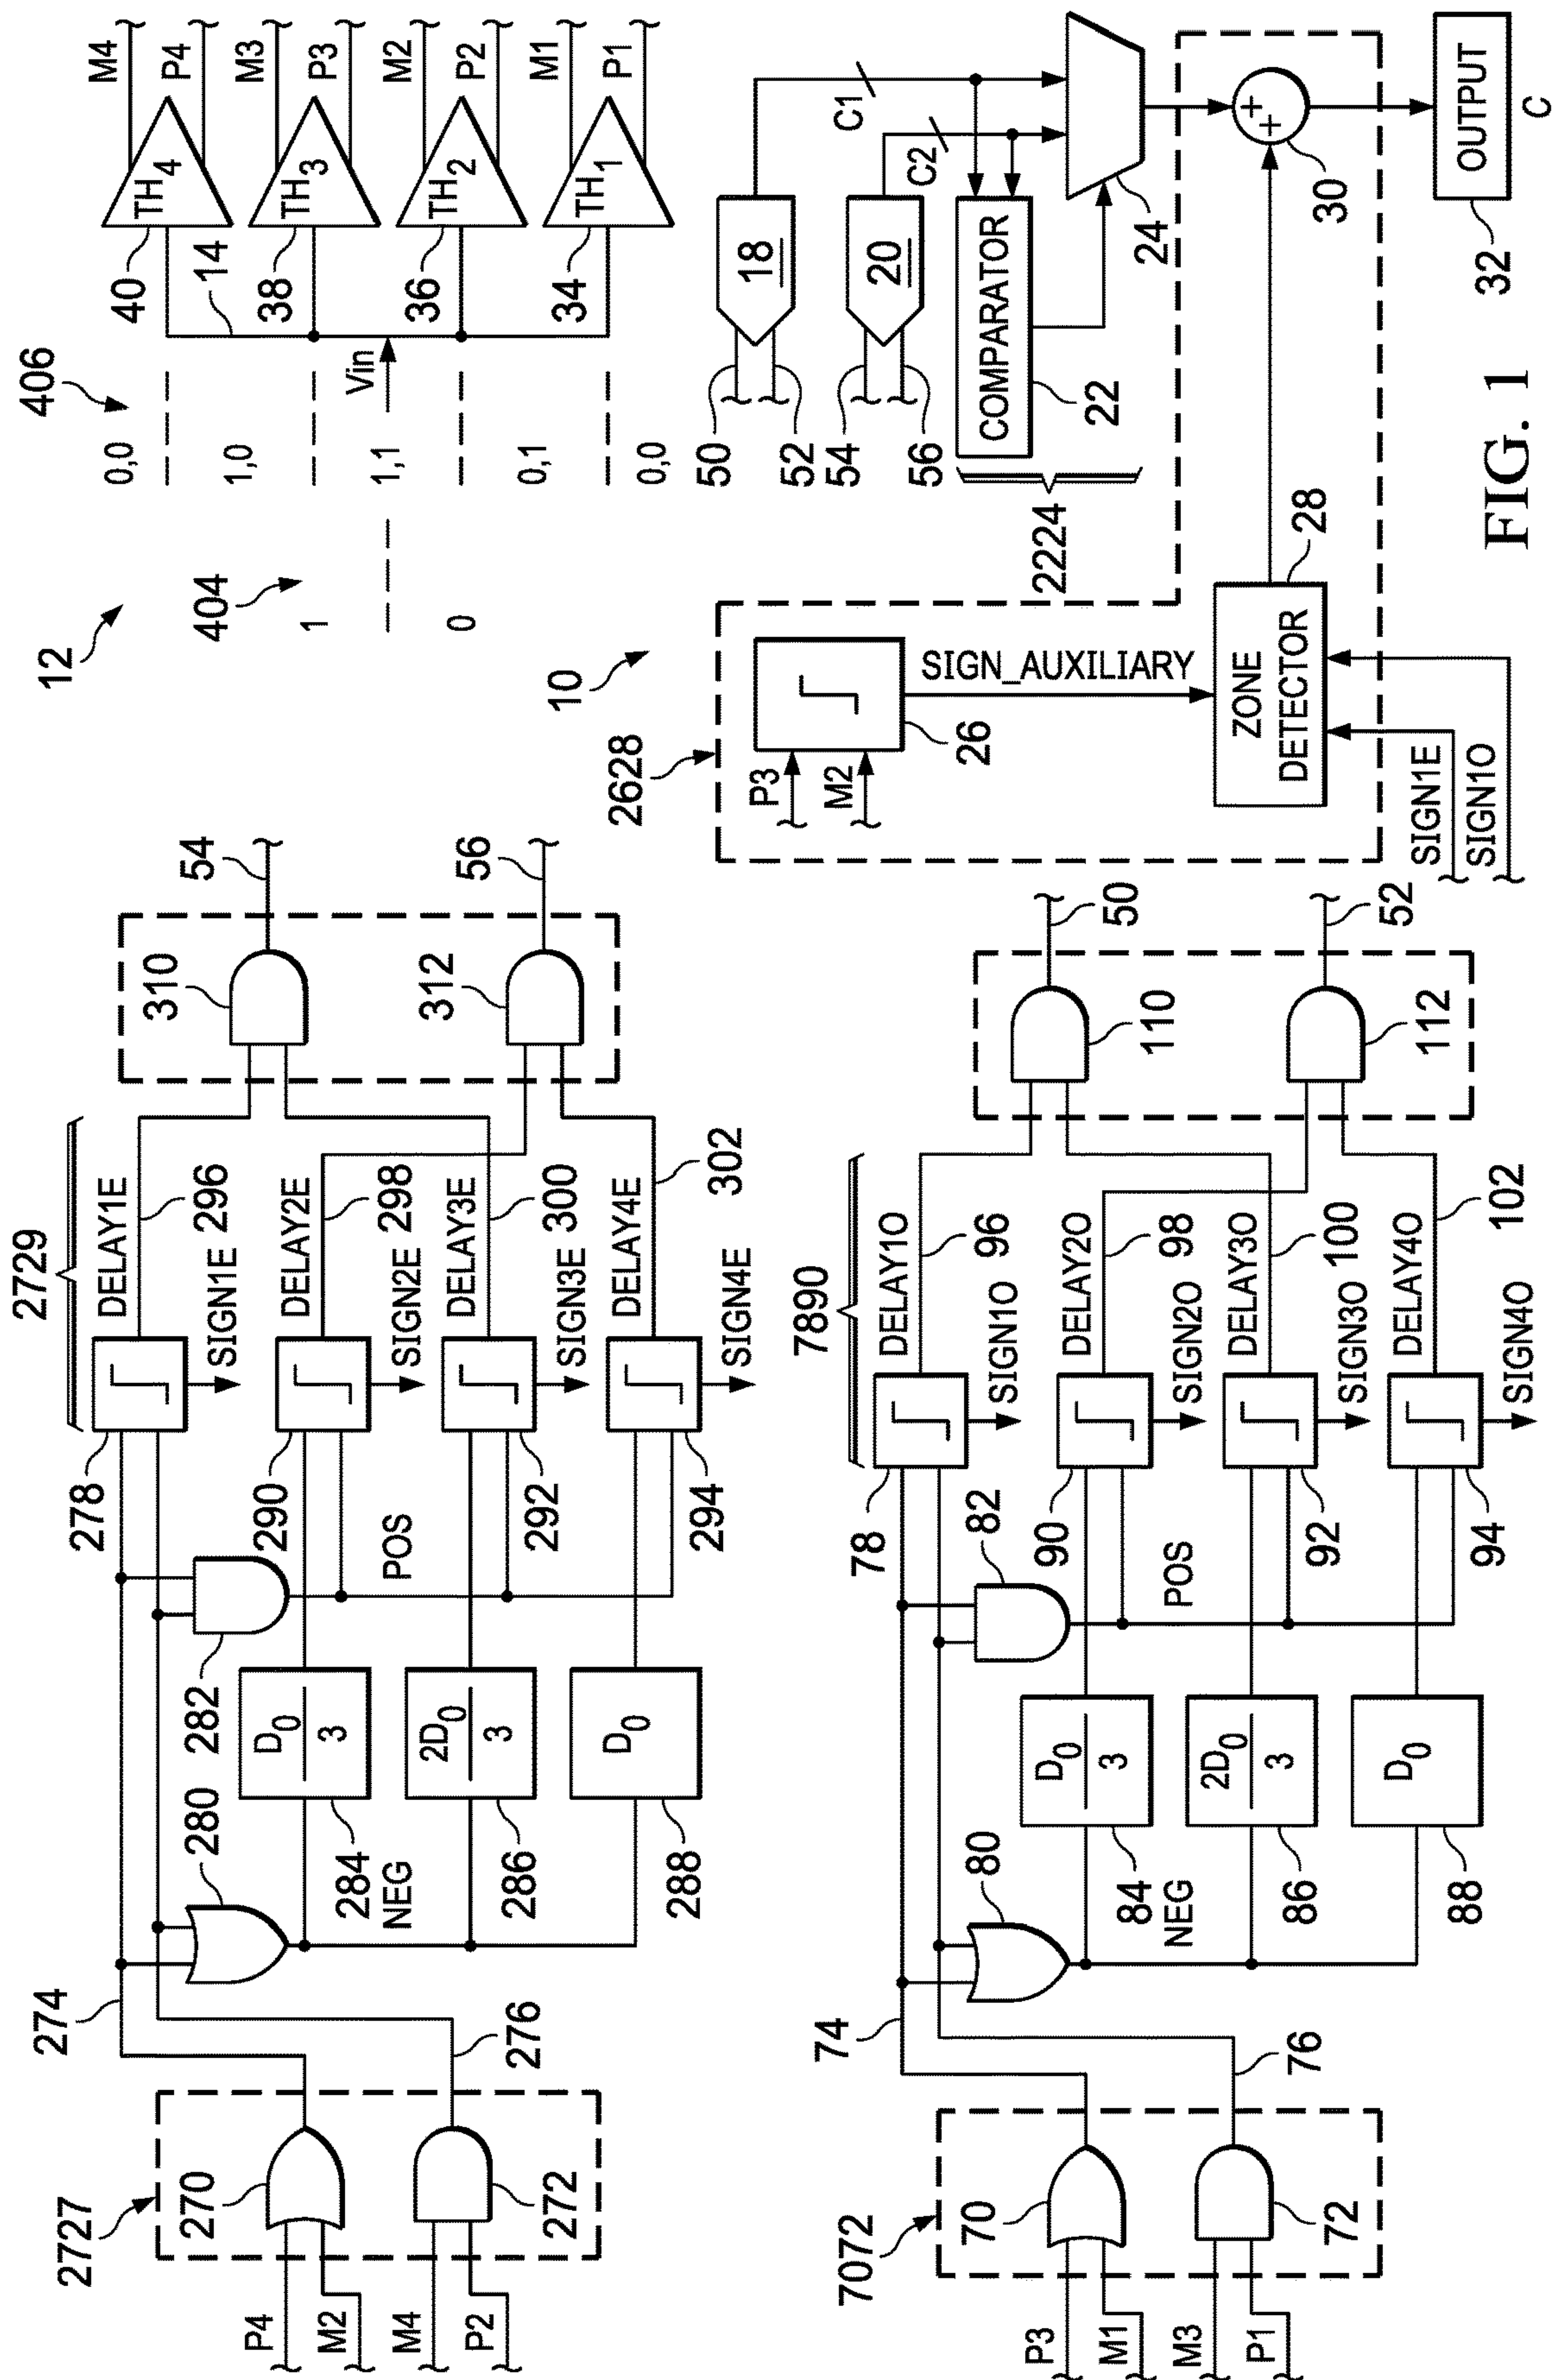 12
404
1
0
406
0,0
1,0
1,1
0,1
0,0
Vin
14
40
38
36
34
TH4
TH3
TH2
TH1
M4
P4
M3
P3
M2
P2
M1
P1
2727
270
272
P4
M2
M4
P2
274
276
280
282
284
NEG
286
288
D0
3
2D0
3
D0
POS
278
290
292
294
2729
DELAY1E
296
SIGN1E
DELAY2E
298
SIGN2E
DELAY3E
300
SIGN3E
DELAY4E
302
SIGN4E
310
312
54
56
7072
70
72
P3
M1
M3
P1
74
76
80
82
84
NEG
86
88
D0
3
2D0
3
D0
POS
78
90
92
94
7890
DELAY1O
96
SIGN1O
DELAY2O
98
SIGN2O
DELAY3O
100
SIGN3O
DELAY4O
102
SIGN4O
110
112
50
52
10
2628
P3
M2
26
SIGN_AUXILIARY
ZONE
DETECTOR
28
SIGN1E
SIGN1O
50
52
54
56
18
20
C1
C2
COMPARATOR
22
2224
24
30
+
+
OUTPUT
32
C
FIG. 1